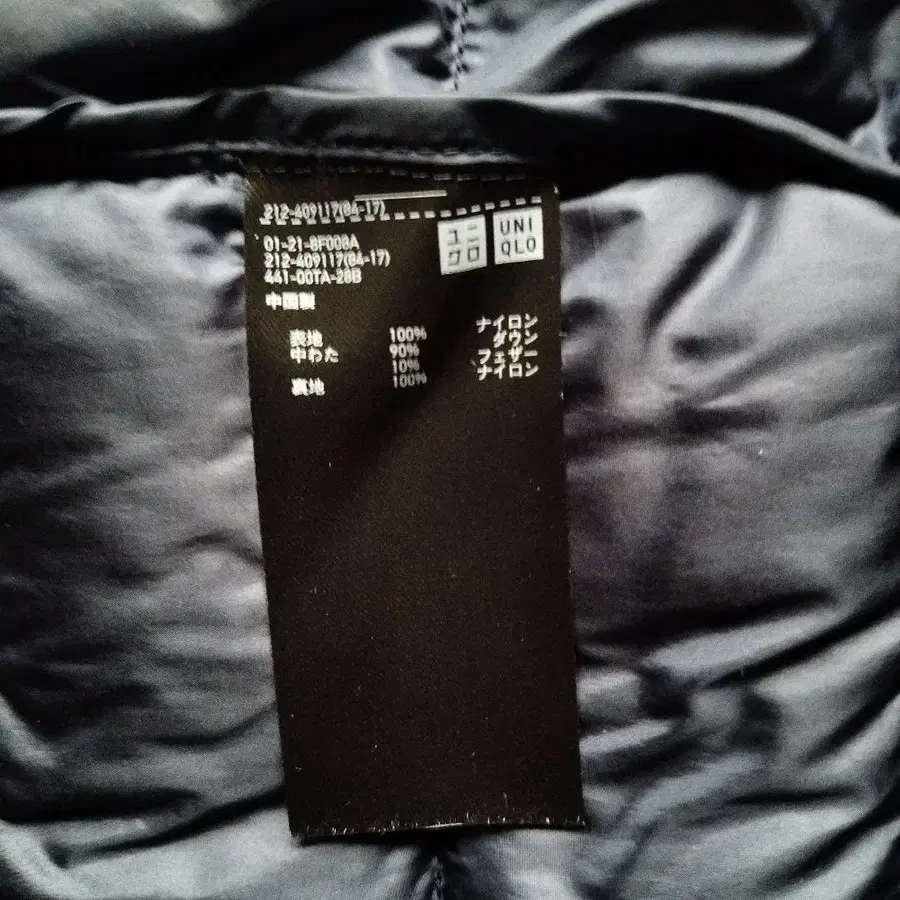 212-409117(84-17)
ユニ
クロ
UNI
QLO
01-21-8F008A
212-409117(84-17)
441-00TA-28B
中国製
表地 100% ナイロン
中わた 90% ダウン
10% フェザー
裏地 100% ナイロン